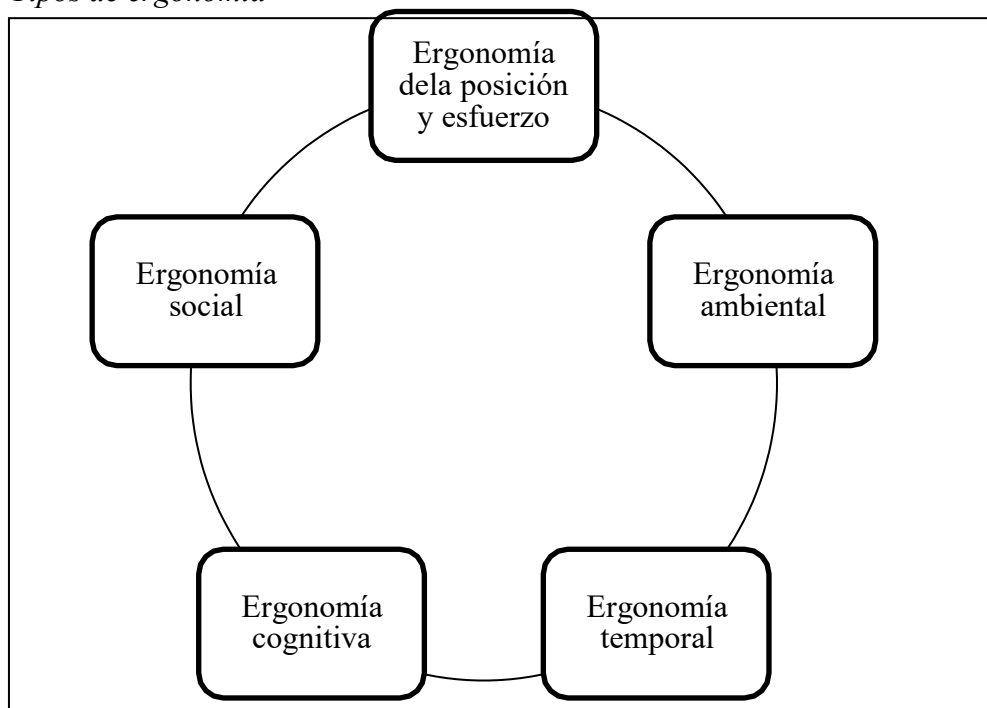 Tipos de ergonomía
Ergonomía
dela posición
y esfuerzo
Ergonomía
ambiental
Ergonomía
temporal
Ergonomía
cognitiva
Ergonomía
social